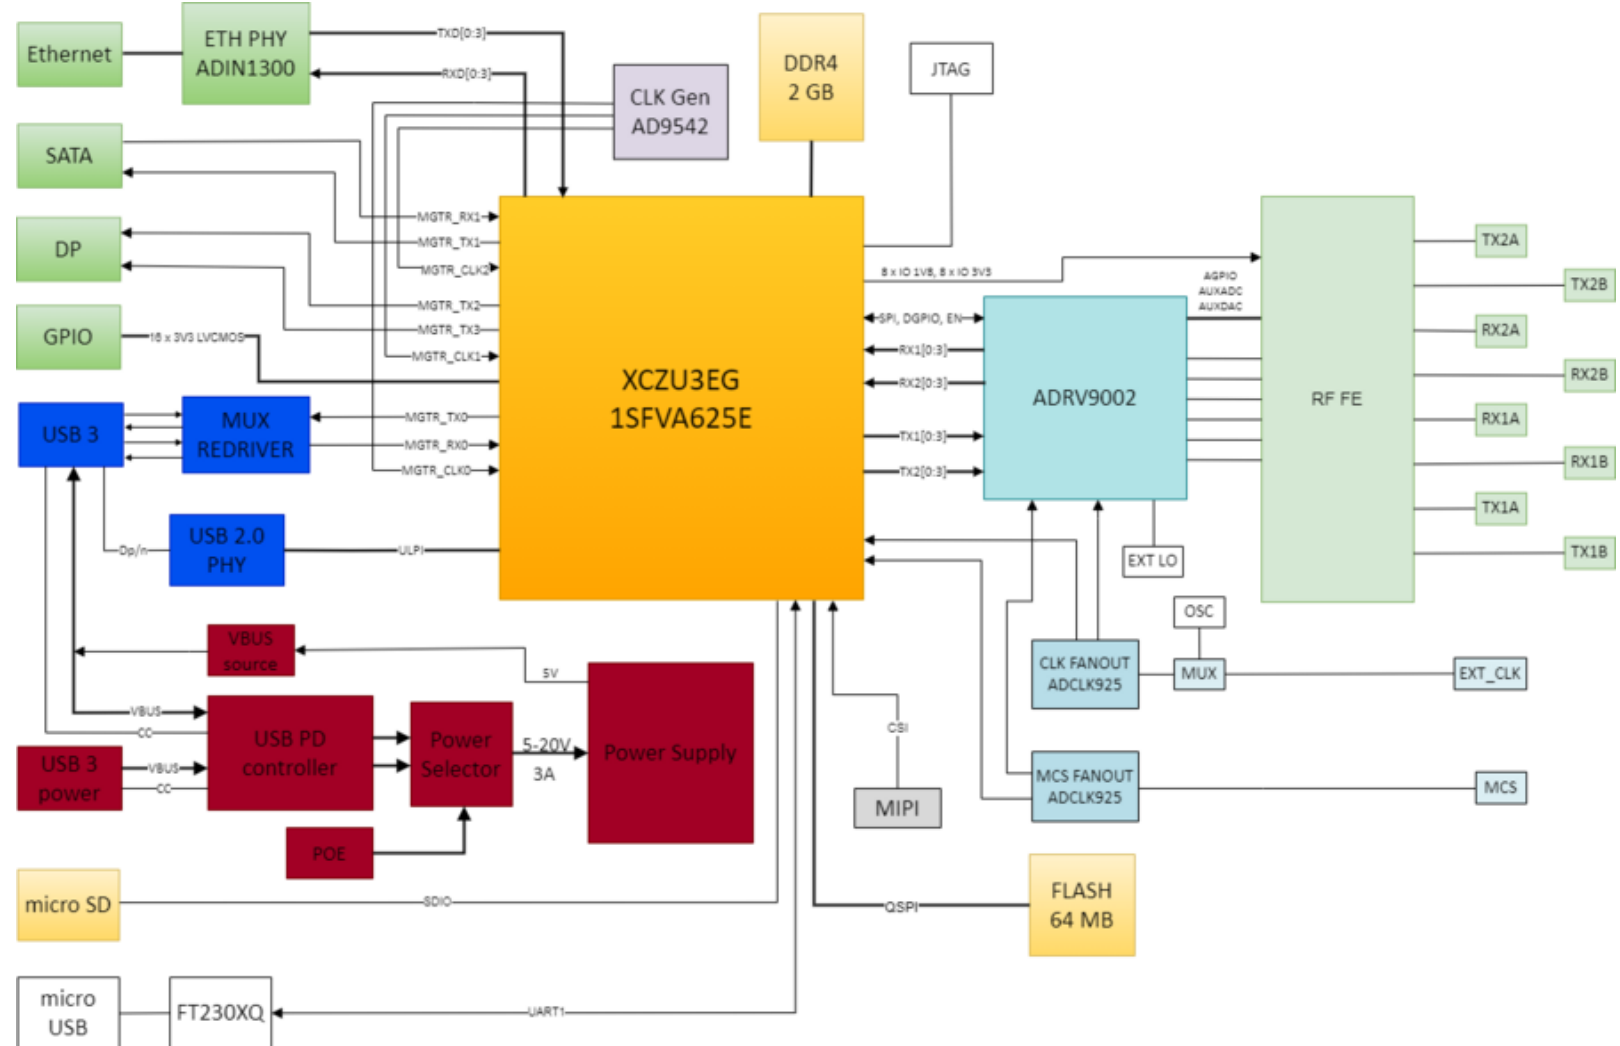 Ethernet
ETH PHY
ADIN1300
TXD[0:3]
RXD[0:3]
CLK Gen
AD9542
DDR4
2 GB
JTAG
SATA
DP
GPIO
16 x 3V3 LVCMOS
MGTR_RX1
MGTR_TX1
MGTR_CLK2
MGTR_TX2
MGTR_TX3
MGTR_CLK1
MGTR_TX0
MGTR_RX0
MGTR_CLK0
XCZU3EG
1SFVA625E
8 x IO 1V8, 8 x IO 3V3
SPI, DGPIO, EN
RX1[0:3]
RX2[0:3]
TX1[0:3]
TX2[0:3]
ADRV9002
AGPIO
AUXADC
AUXDAC
RF FE
TX2A
TX2B
RX2A
RX2B
RX1A
RX1B
TX1A
TX1B
USB 3
MUX
REDRIVER
USB 2.0
PHY
Dp/n
ULPI
EXT LO
OSC
CLK FANOUT
ADCLK925
MUX
EXT_CLK
MCS FANOUT
ADCLK925
MCS
VBUS
source
5V
VBUS
CC
USB 3
power
VBUS
CC
USB PD
controller
Power
Selector
5-20V
3A
Power Supply
POE
CSI
MIPI
micro SD
SDIO
QSPI
FLASH
64 MB
micro
USB
FT230XQ
UART1